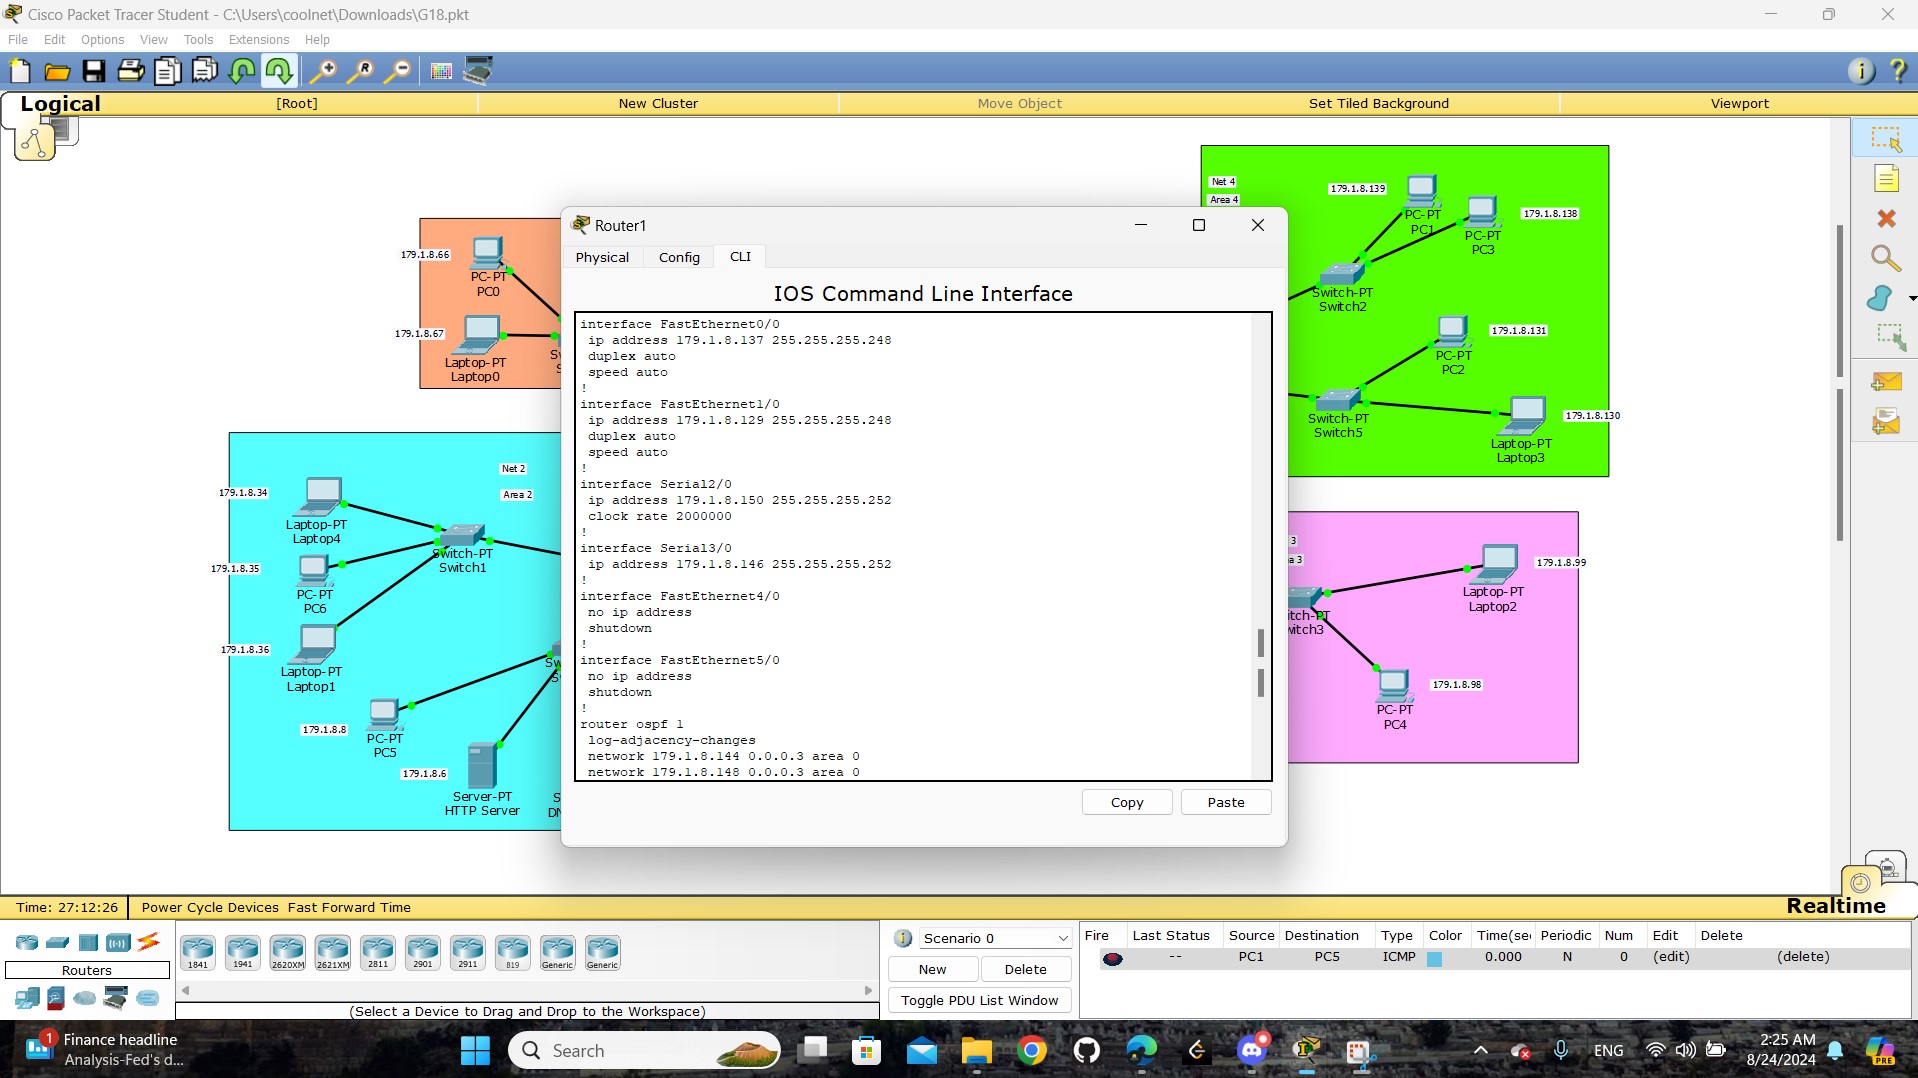 Cisco Packet Tracer Student - C:\Users\coolnet\Downloads\G18.pkt
File Edit Options View Tools Extensions Help
Logical
[Root]
New Cluster
Move Object
Set Tiled Background
Viewport
Net 4
Area 4
179.1.8.139
PC-PT
PC1
179.1.8.138
PC-PT
PC3
Switch-PT
Switch2
179.1.8.131
PC-PT
PC2
Switch-PT
Switch5
179.1.8.130
Laptop-PT
Laptop3
179.1.8.66
PC-PT
PC0
179.1.8.67
Laptop-PT
Laptop0
Net 2
Area 2
179.1.8.34
Laptop-PT
Laptop4
Switch-PT
Switch1
179.1.8.35
PC-PT
PC6
179.1.8.36
Laptop-PT
Laptop1
179.1.8.8
PC-PT
PC5
179.1.8.6
Server-PT
HTTP Server
3
a 3
179.1.8.99
Laptop-PT
Laptop2
itch-PT
witch3
179.1.8.98
PC-PT
PC4
Router1
Physical Config CLI
IOS Command Line Interface
interface FastEthernet0/0
ip address 179.1.8.137 255.255.255.248
duplex auto
speed auto
!
interface FastEthernet1/0
ip address 179.1.8.129 255.255.255.248
duplex auto
speed auto
!
interface Serial2/0
ip address 179.1.8.150 255.255.255.252
clock rate 2000000
!
interface Serial3/0
ip address 179.1.8.146 255.255.255.252
!
interface FastEthernet4/0
no ip address
shutdown
!
interface FastEthernet5/0
no ip address
shutdown
!
router ospf 1
log-adjacency-changes
network 179.1.8.144 0.0.0.3 area 0
network 179.1.8.148 0.0.0.3 area 0
Copy Paste
Time: 27:12:26 Power Cycle Devices Fast Forward Time
Realtime
Routers
1841 1941 2620XM 2621XM 2811 2901 2911 819 Generic Generic
(Select a Device to Drag and Drop to the Workspace)
Scenario 0
New Delete
Toggle PDU List Window
Fire Last Status Source Destination Type Color Time(sec Periodic Num Edit Delete
-- PC1 PC5 ICMP 0.000 N 0 (edit) (delete)
1
Finance headline
Analysis-Fed's d...
Search
ENG
2:25 AM
8/24/2024
PRE